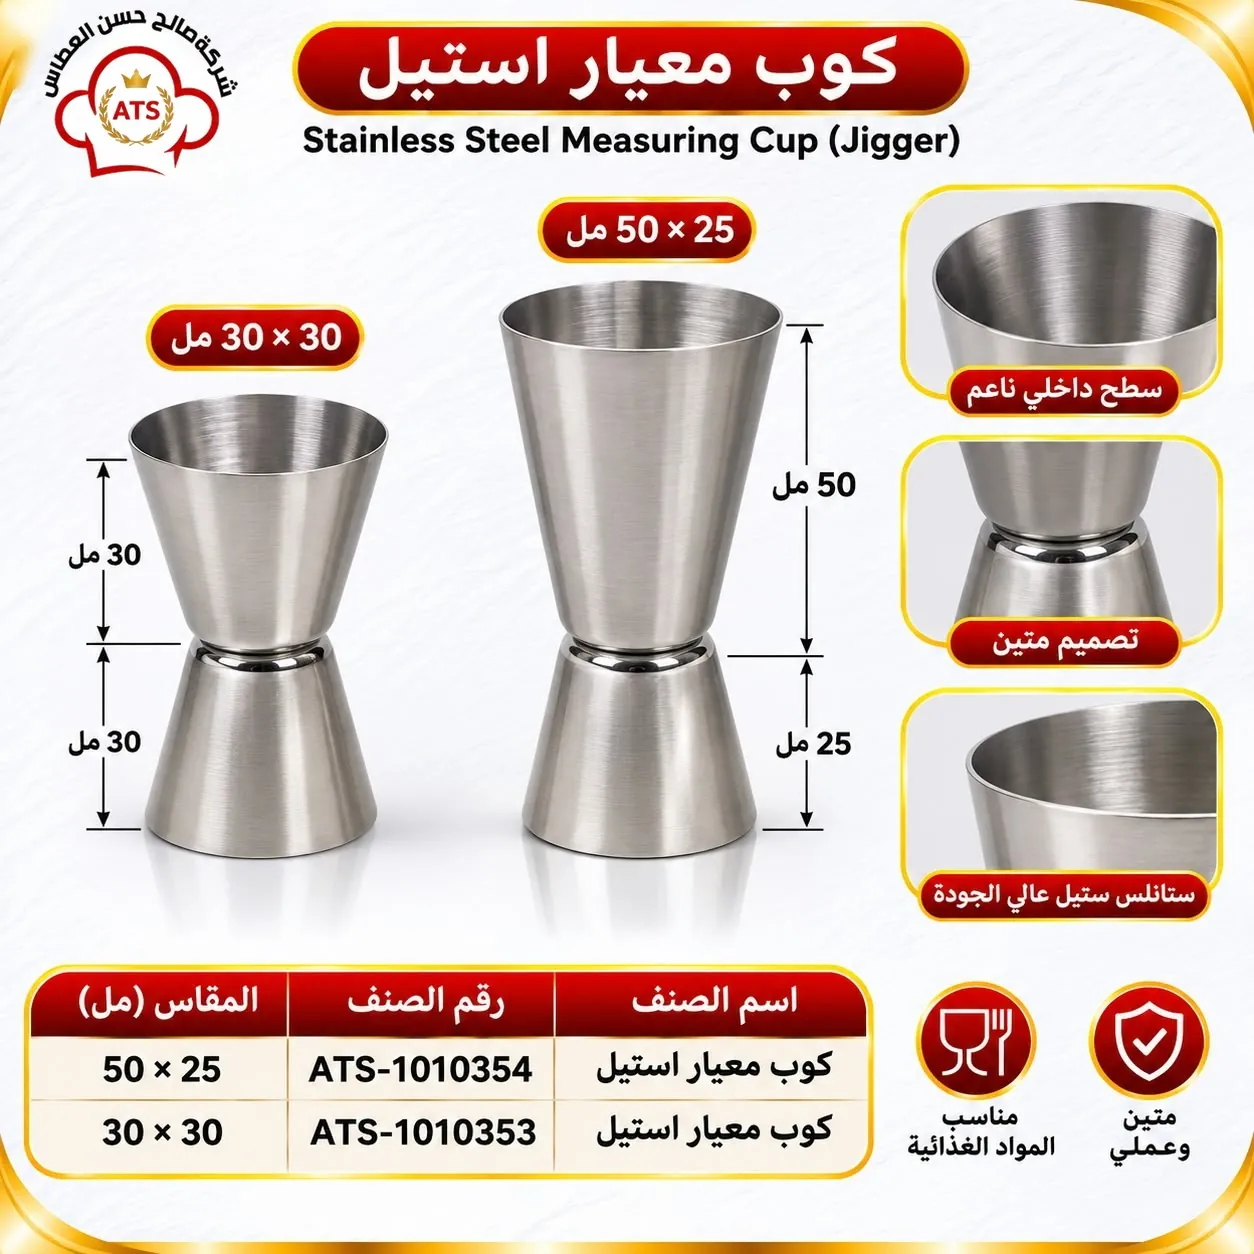 شركة صالح حسن العطاس
ATS
كوب معيار استيل
Stainless Steel Measuring Cup (Jigger)
25 × 50 مل
30 × 30 مل
50 مل
25 مل
30 مل
30 مل
سطح داخلي ناعم
تصميم متين
ستانلس ستيل عالي الجودة
اسم الصنف رقم الصنف المقاس (مل)
كوب معيار استيل ATS-1010354 50 × 25
كوب معيار استيل ATS-1010353 30 × 30
متين
وعملي
مناسب
المواد الغذائية